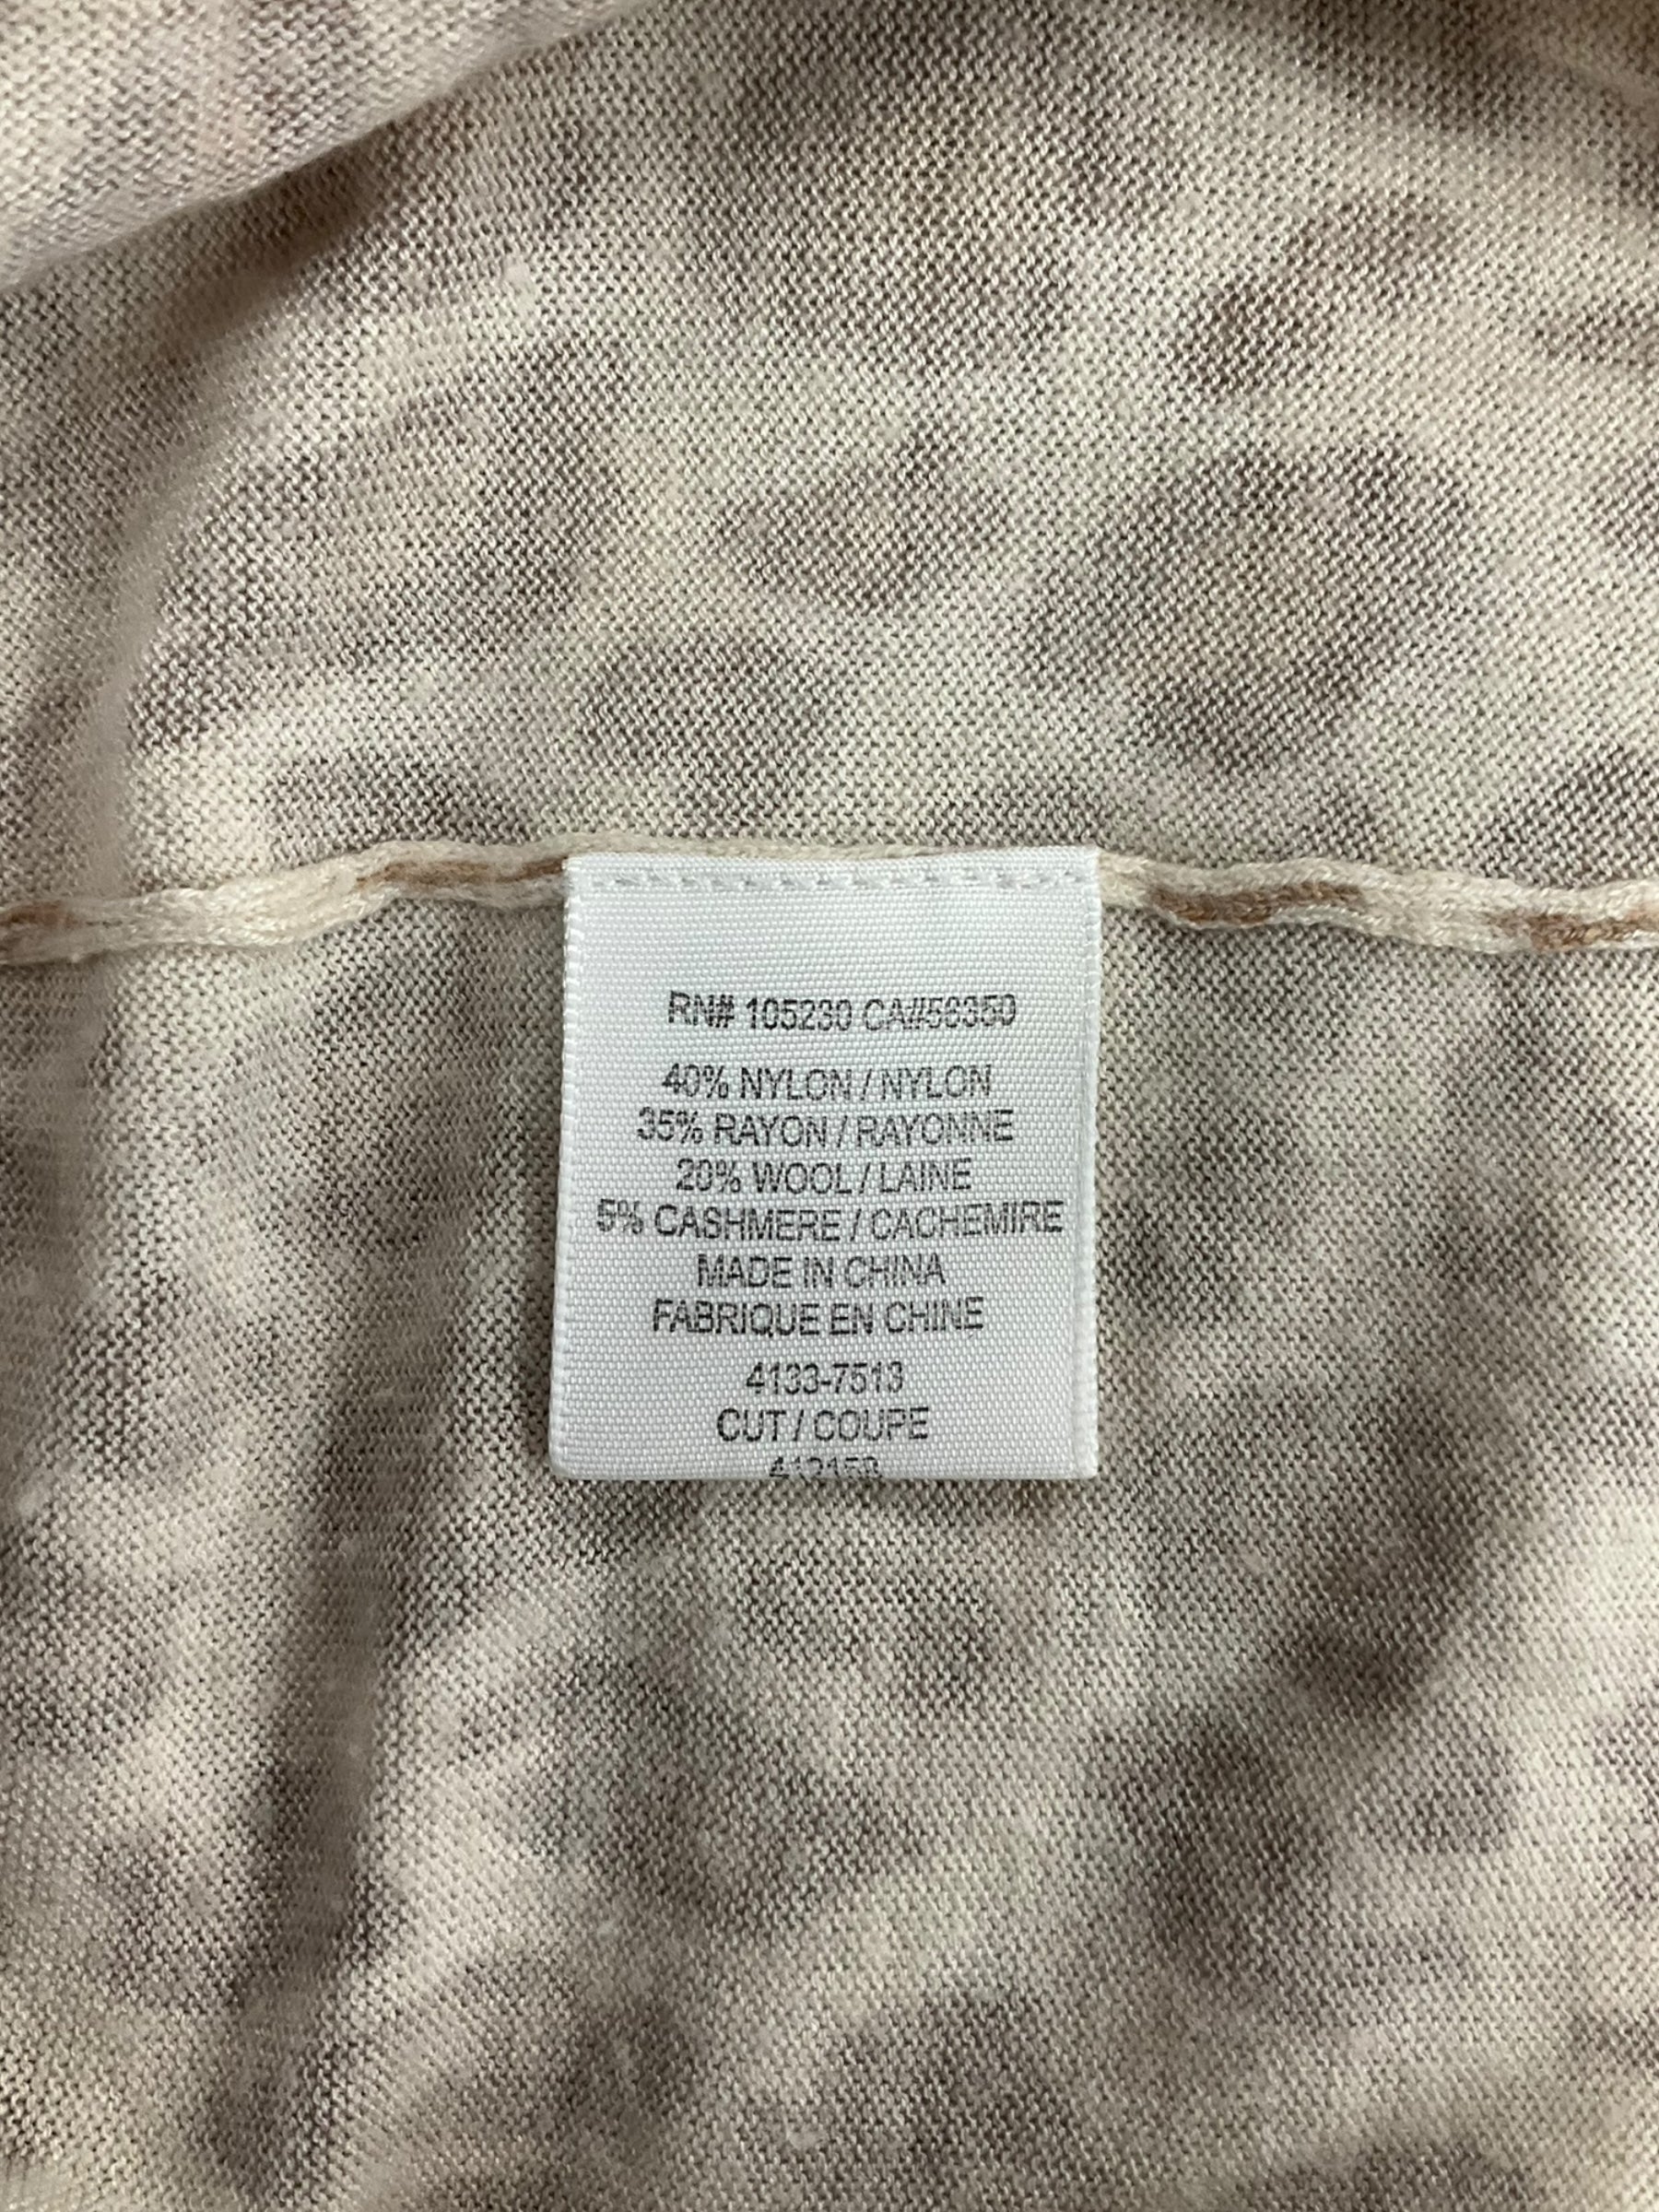 RN# 105230 CA#56350
40% NYLON / NYLON
35% RAYON / RAYONNE
20% WOOL / LAINE
5% CASHMERE / CACHEMIRE
MADE IN CHINA
FABRIQUE EN CHINE
4133-7513
CUT / COUPE